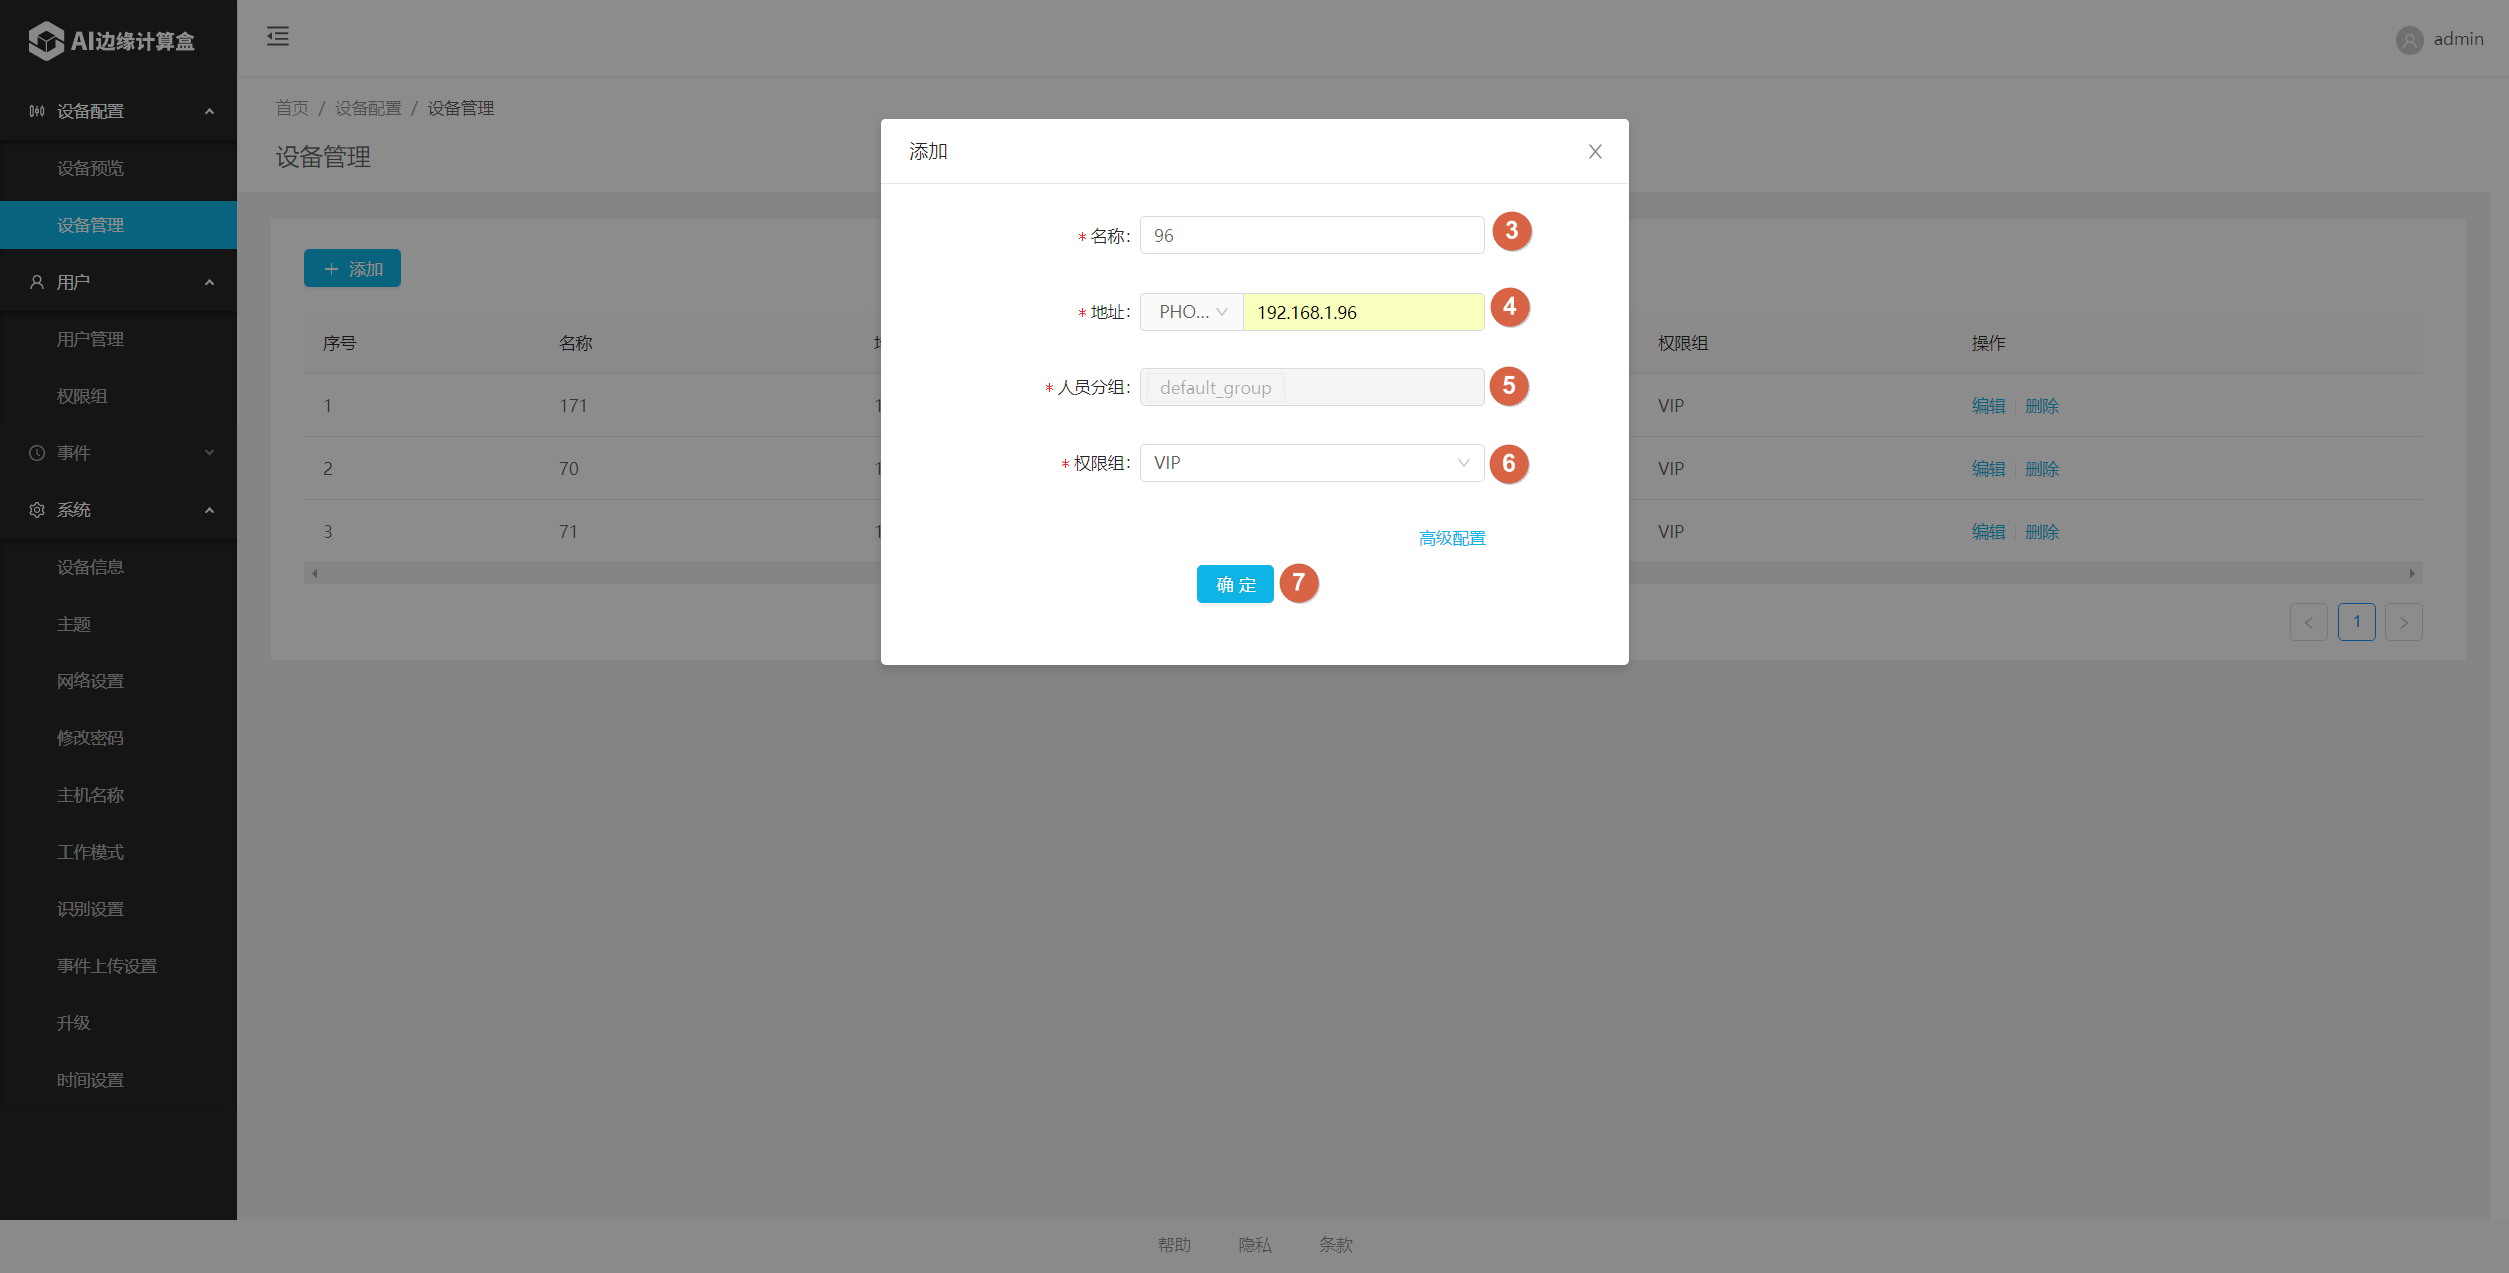 AI边缘计算盒
admin
设备配置
设备预览
设备管理
用户
用户管理
权限组
事件
系统
设备信息
主题
网络设置
修改密码
主机名称
工作模式
识别设置
事件上传设置
升级
时间设置
首页 / 设备配置 / 设备管理
设备管理
+ 添加
序号 名称 权限组 操作
1 171 1 VIP 编辑 删除
2 70 1 VIP 编辑 删除
3 71 1 VIP 编辑 删除
< 1 >
添加
* 名称: 96 3
* 地址: PHO... 192.168.1.96 4
* 人员分组: default_group 5
* 权限组: VIP 6
高级配置
确 定 7
帮助 隐私 条款